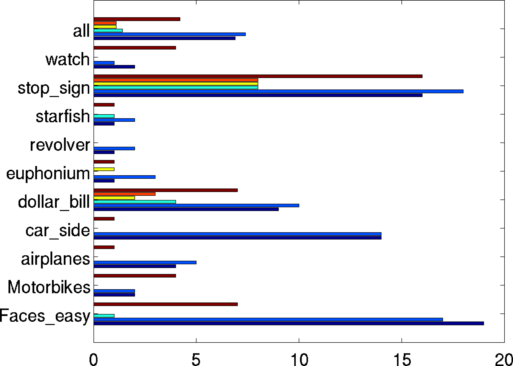 all
watch
stop_sign
starfish
revolver
euphonium
dollar_bill
car_side
airplanes
Motorbikes
Faces_easy
0 5 10 15 20